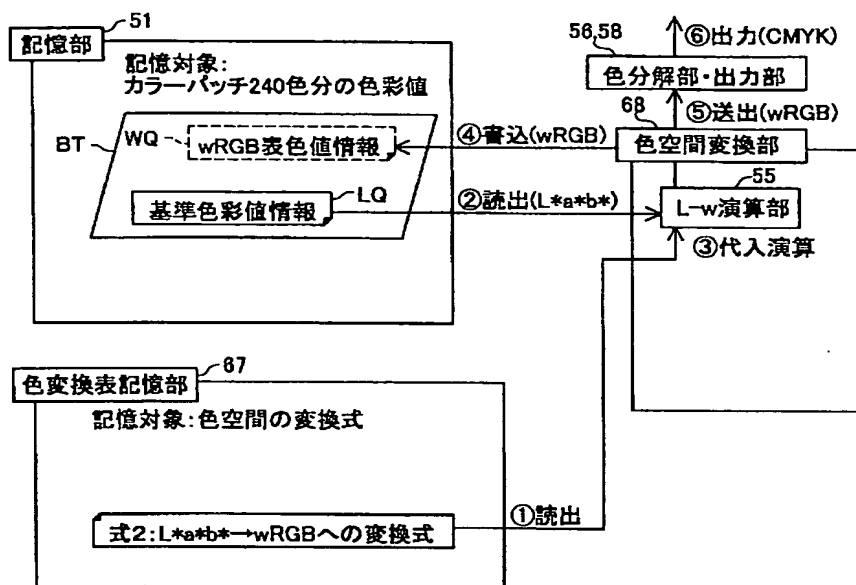 51
記憶部
記憶対象:
カラーパッチ240色分の色彩値
BT
WQ
wRGB表色値情報
LQ
基準色彩値情報
56,58
⑥出力(CMYK)
色分解部・出力部
68
⑤送出(wRGB)
④書込(wRGB)
色空間変換部
55
②読出(L*a*b*)
L-w演算部
③代入演算
67
色変換表記憶部
記憶対象:色空間の変換式
①読出
式2:L*a*b*→wRGBへの変換式